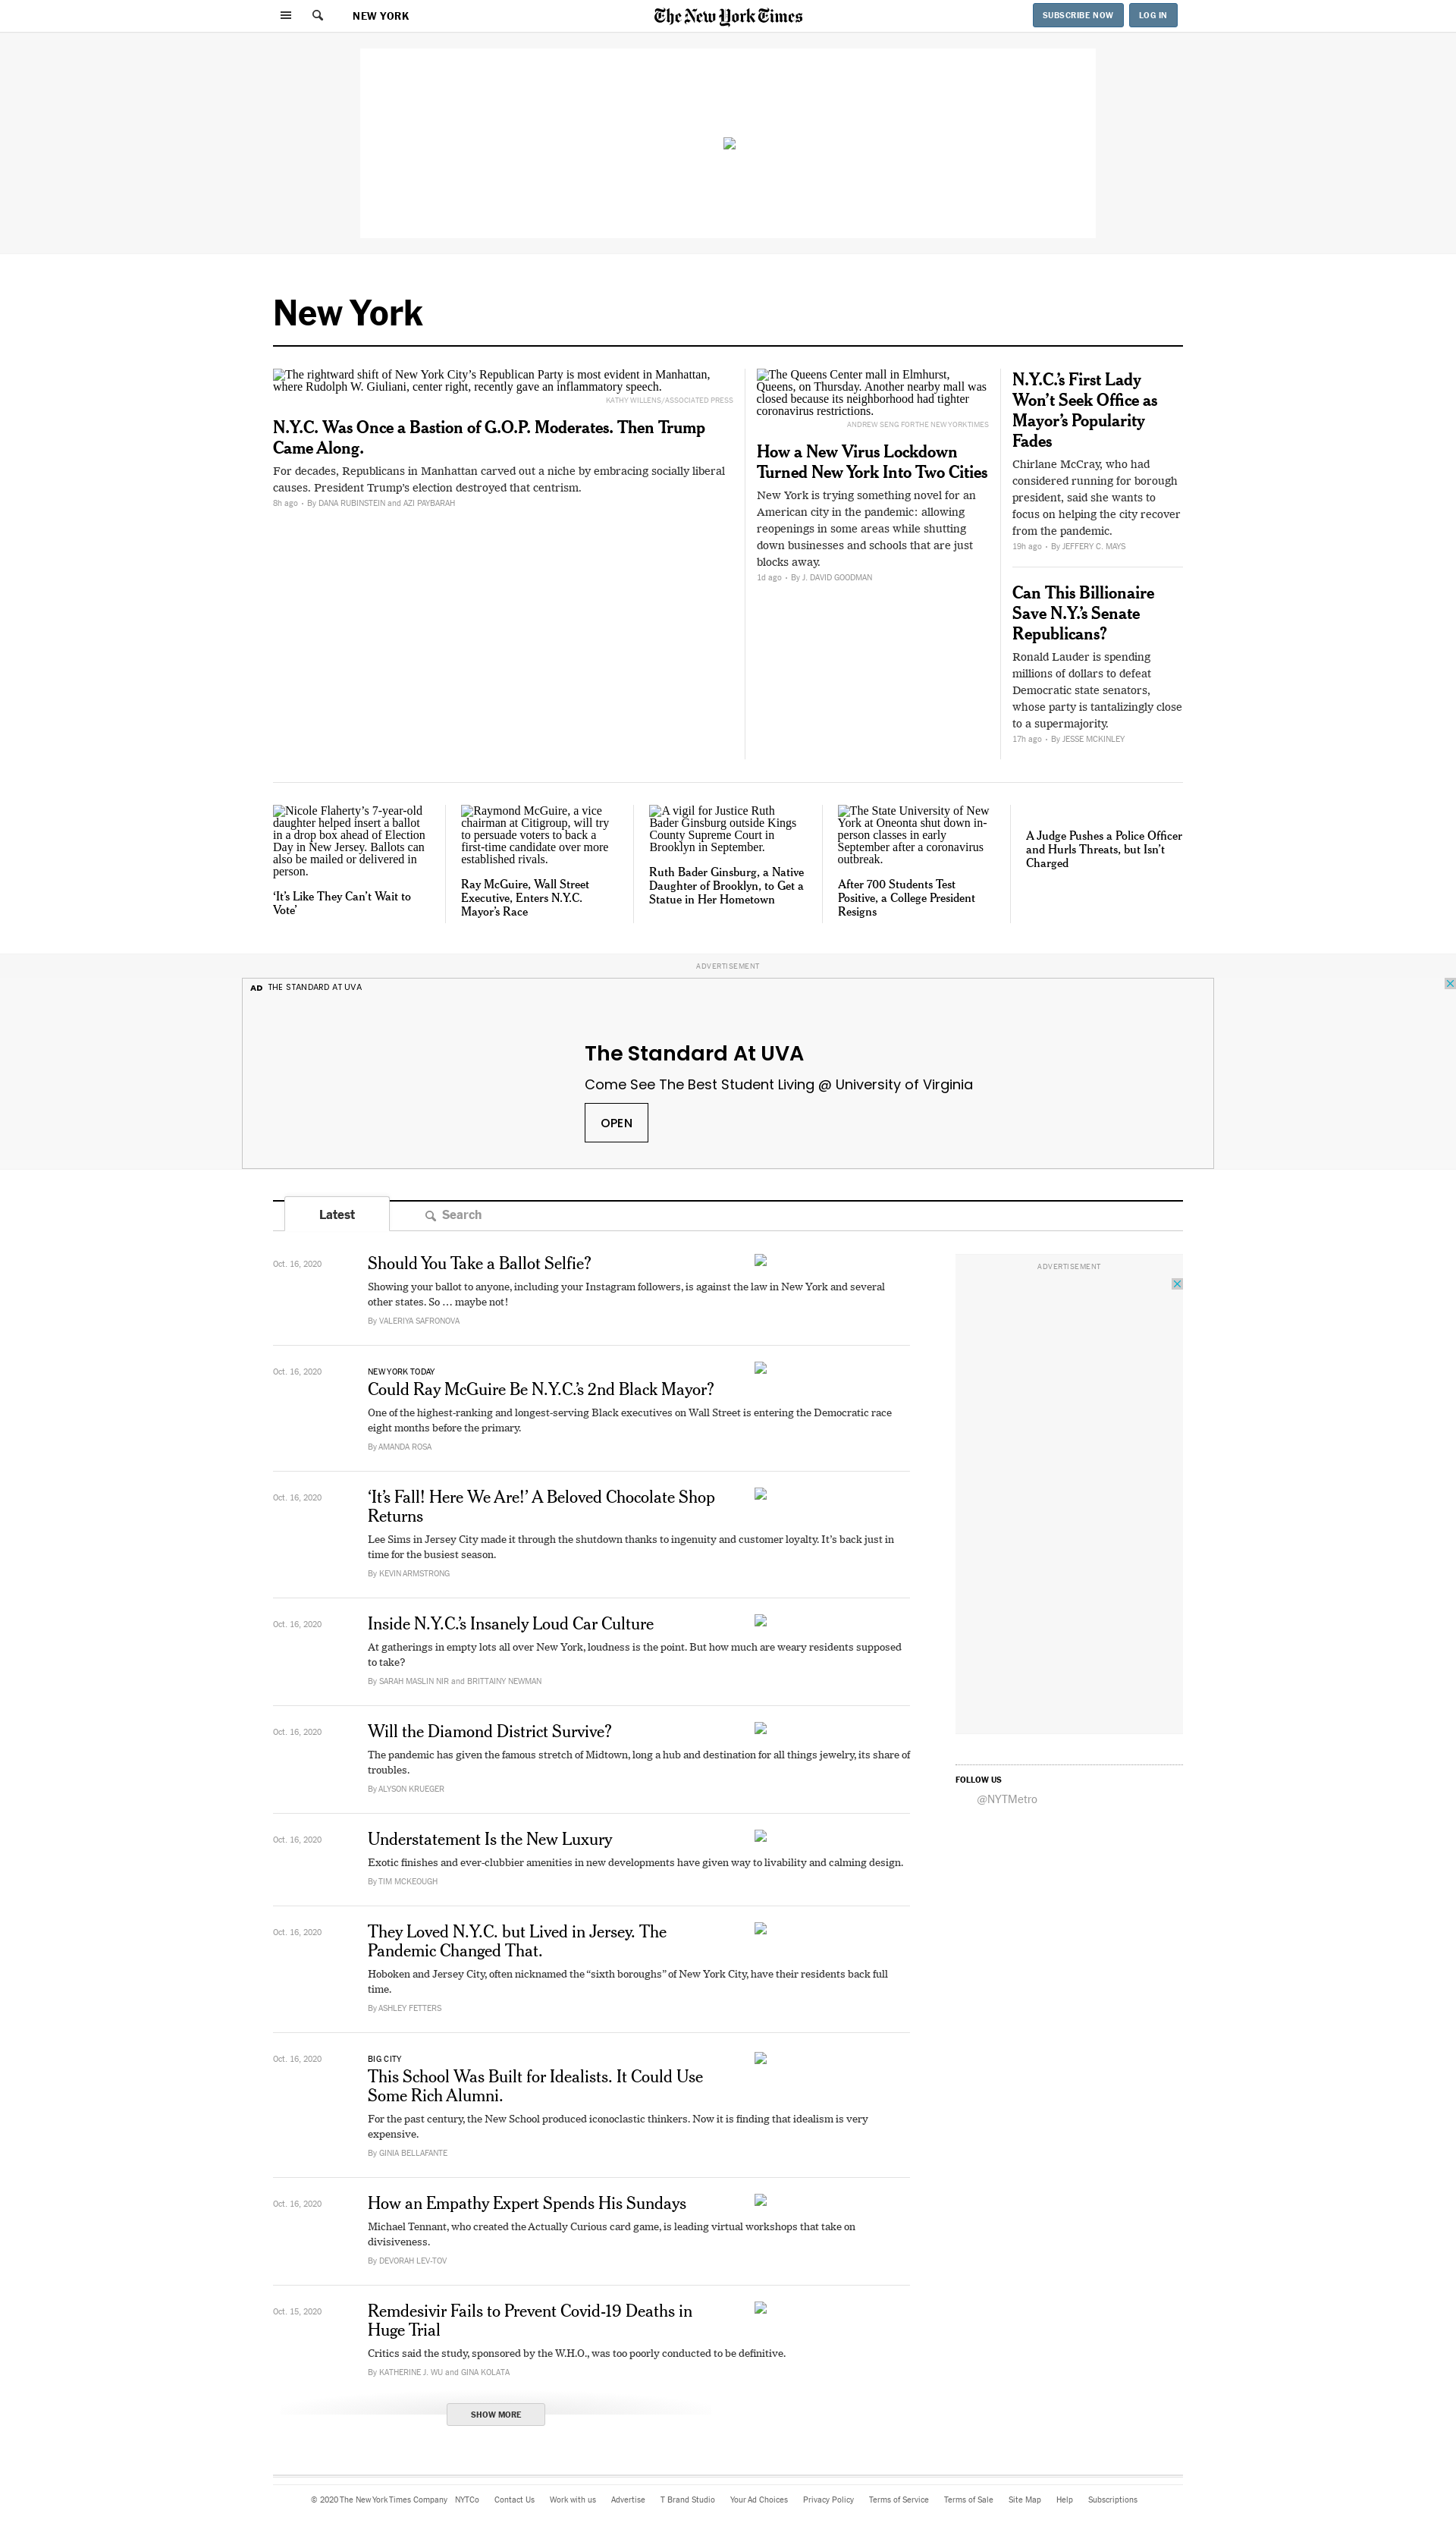 NEW YORK
The New York Times
SUBSCRIBE NOW
LOG IN
New York
The rightward shift of New York City’s Republican Party is most evident in Manhattan,
where Rudolph W. Giuliani, center right, recently gave an inflammatory speech.
KATHY WILLENS/ASSOCIATED PRESS
N.Y.C. Was Once a Bastion of G.O.P. Moderates. Then Trump
Came Along.
For decades, Republicans in Manhattan carved out a niche by embracing socially liberal
causes. President Trump’s election destroyed that centrism.
8h ago • By DANA RUBINSTEIN and AZI PAYBARAH
The Queens Center mall in Elmhurst,
Queens, on Thursday. Another nearby mall was
closed because its neighborhood had tighter
coronavirus restrictions.
ANDREW SENG FOR THE NEW YORK TIMES
How a New Virus Lockdown
Turned New York Into Two Cities
New York is trying something novel for an
American city in the pandemic: allowing
reopenings in some areas while shutting
down businesses and schools that are just
blocks away.
1d ago • By J. DAVID GOODMAN
N.Y.C.’s First Lady
Won’t Seek Office as
Mayor’s Popularity
Fades
Chirlane McCray, who had
considered running for borough
president, said she wants to
focus on helping the city recover
from the pandemic.
19h ago • By JEFFERY C. MAYS
Can This Billionaire
Save N.Y.’s Senate
Republicans?
Ronald Lauder is spending
millions of dollars to defeat
Democratic state senators,
whose party is tantalizingly close
to a supermajority.
17h ago • By JESSE MCKINLEY
Nicole Flaherty’s 7-year-old
daughter helped insert a ballot
in a drop box ahead of Election
Day in New Jersey. Ballots can
also be mailed or delivered in
person.
‘It’s Like They Can’t Wait to
Vote’
Raymond McGuire, a vice
chairman at Citigroup, will try
to persuade voters to back a
first-time candidate over more
established rivals.
Ray McGuire, Wall Street
Executive, Enters N.Y.C.
Mayor’s Race
A vigil for Justice Ruth
Bader Ginsburg outside Kings
County Supreme Court in
Brooklyn in September.
Ruth Bader Ginsburg, a Native
Daughter of Brooklyn, to Get a
Statue in Her Hometown
The State University of New
York at Oneonta shut down in-
person classes in early
September after a coronavirus
outbreak.
After 700 Students Test
Positive, a College President
Resigns
A Judge Pushes a Police Officer
and Hurls Threats, but Isn’t
Charged
ADVERTISEMENT
AD THE STANDARD AT UVA
The Standard At UVA
Come See The Best Student Living @ University of Virginia
OPEN
Latest
Search
Oct. 16, 2020
Should You Take a Ballot Selfie?
Showing your ballot to anyone, including your Instagram followers, is against the law in New York and several
other states. So … maybe not!
By VALERIYA SAFRONOVA
ADVERTISEMENT
Oct. 16, 2020
NEW YORK TODAY
Could Ray McGuire Be N.Y.C.’s 2nd Black Mayor?
One of the highest-ranking and longest-serving Black executives on Wall Street is entering the Democratic race
eight months before the primary.
By AMANDA ROSA
Oct. 16, 2020
‘It’s Fall! Here We Are!’ A Beloved Chocolate Shop
Returns
Lee Sims in Jersey City made it through the shutdown thanks to ingenuity and customer loyalty. It’s back just in
time for the busiest season.
By KEVIN ARMSTRONG
Oct. 16, 2020
Inside N.Y.C.’s Insanely Loud Car Culture
At gatherings in empty lots all over New York, loudness is the point. But how much are weary residents supposed
to take?
By SARAH MASLIN NIR and BRITTAINY NEWMAN
Oct. 16, 2020
Will the Diamond District Survive?
The pandemic has given the famous stretch of Midtown, long a hub and destination for all things jewelry, its share of
troubles.
By ALYSON KRUEGER
FOLLOW US
@NYTMetro
Oct. 16, 2020
Understatement Is the New Luxury
Exotic finishes and ever-clubbier amenities in new developments have given way to livability and calming design.
By TIM MCKEOUGH
Oct. 16, 2020
They Loved N.Y.C. but Lived in Jersey. The
Pandemic Changed That.
Hoboken and Jersey City, often nicknamed the “sixth boroughs” of New York City, have their residents back full
time.
By ASHLEY FETTERS
Oct. 16, 2020
BIG CITY
This School Was Built for Idealists. It Could Use
Some Rich Alumni.
For the past century, the New School produced iconoclastic thinkers. Now it is finding that idealism is very
expensive.
By GINIA BELLAFANTE
Oct. 16, 2020
How an Empathy Expert Spends His Sundays
Michael Tennant, who created the Actually Curious card game, is leading virtual workshops that take on
divisiveness.
By DEVORAH LEV-TOV
Oct. 15, 2020
Remdesivir Fails to Prevent Covid-19 Deaths in
Huge Trial
Critics said the study, sponsored by the W.H.O., was too poorly conducted to be definitive.
By KATHERINE J. WU and GINA KOLATA
SHOW MORE
© 2020 The New York Times Company NYTCo Contact Us Work with us Advertise T Brand Studio Your Ad Choices Privacy Policy Terms of Service Terms of Sale Site Map Help Subscriptions